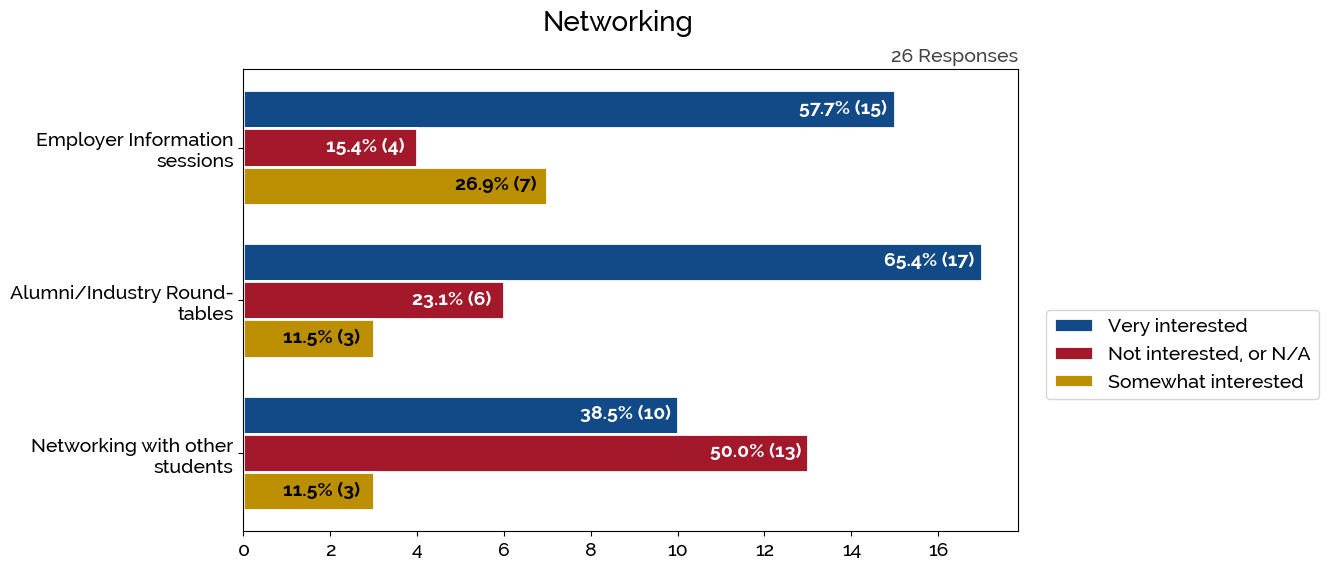 Networking
26 Responses
Employer Information
sessions
57.7% (15)
15.4% (4)
26.9% (7)
Alumni/Industry Round-
tables
65.4% (17)
23.1% (6)
11.5% (3)
Networking with other
students
38.5% (10)
50.0% (13)
11.5% (3)
0 2 4 6 8 10 12 14 16
Very interested
Not interested, or N/A
Somewhat interested